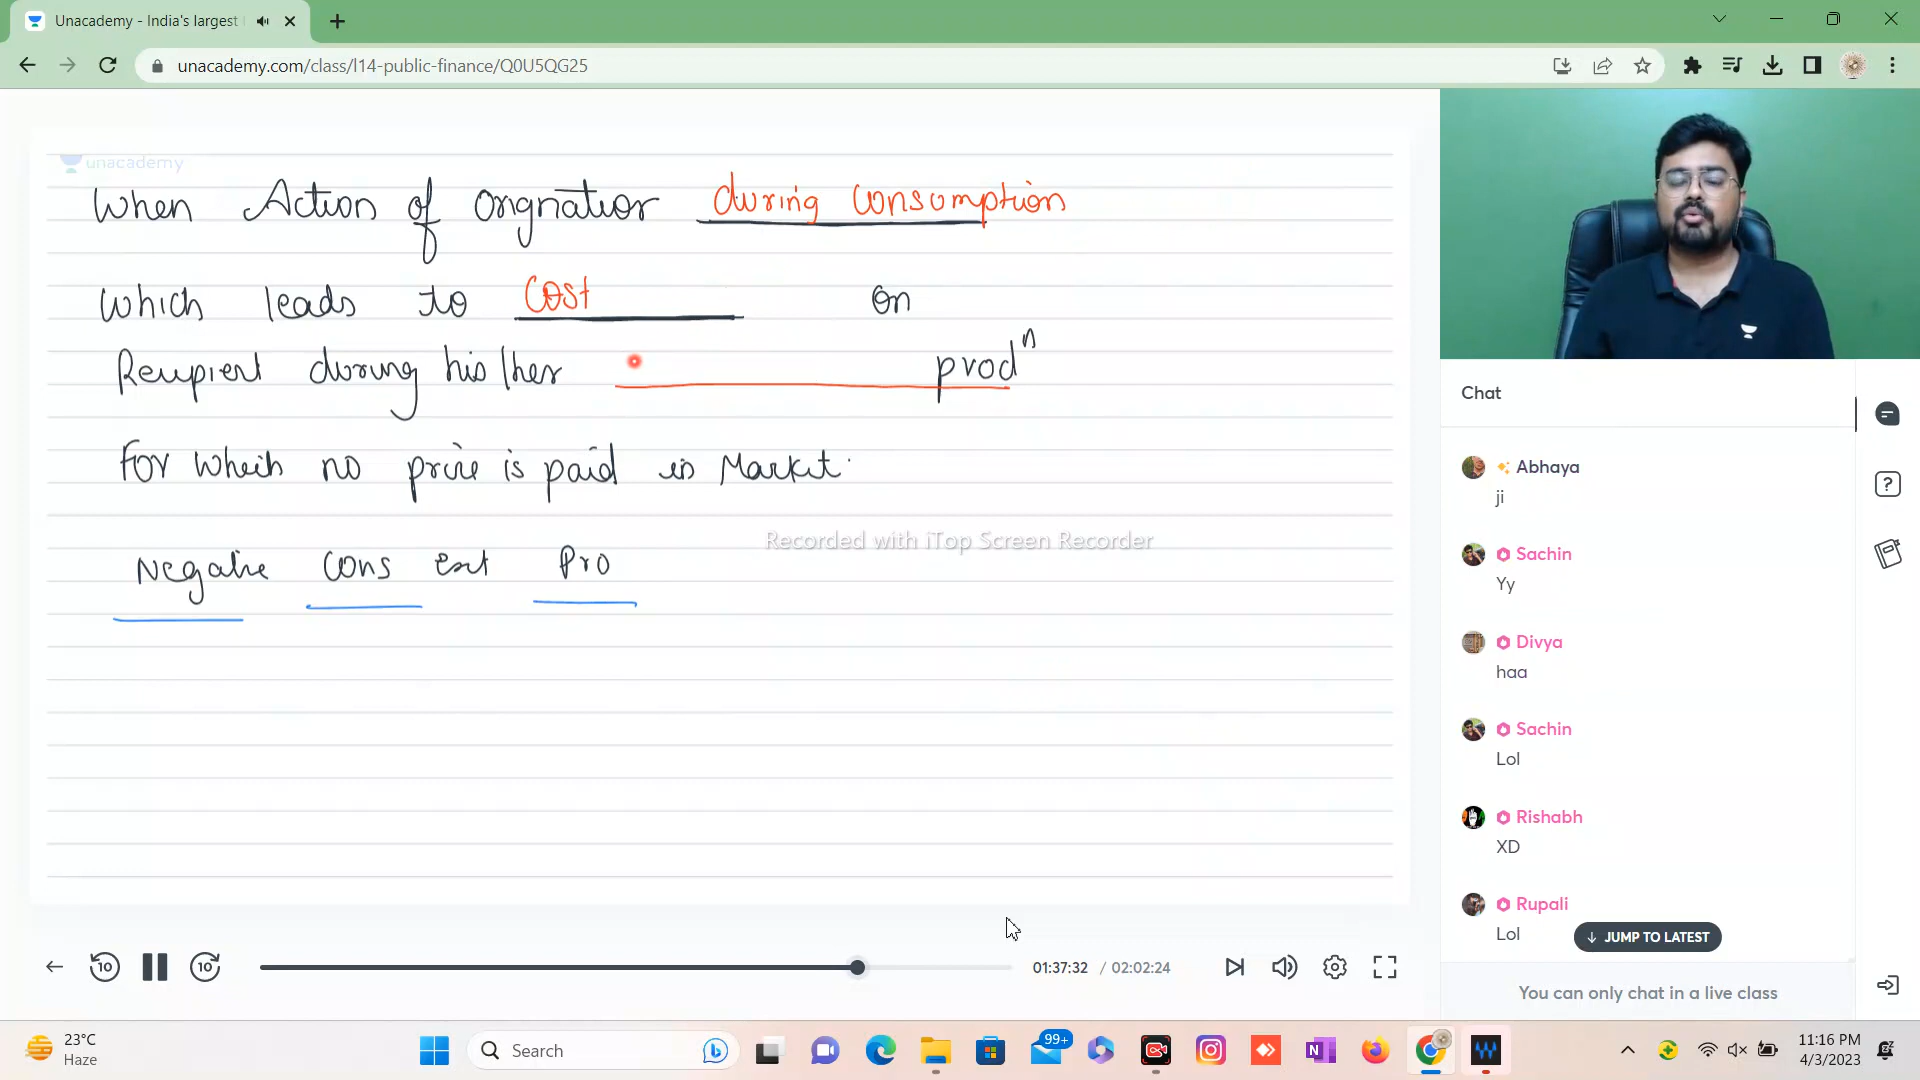 Unacademy - India's largest
unacademy.com/class/l14-public-finance/Q0U5QG25
unacademy
When Action of Orignatior during consumption
Which leads to Cost on
Recipient during his/her prodⁿ
For which no price is paid in Market.
Negative Cons ext Pro
Recorded with iTop Screen Recorder
01:37:32 / 02:02:24
Chat
Abhaya
ji
Sachin
Yy
Divya
haa
Sachin
Lol
Rishabh
XD
Rupali
Lol
JUMP TO LATEST
You can only chat in a live class
10
10
23°C
Haze
Search
99+
11:16 PM
4/3/2023